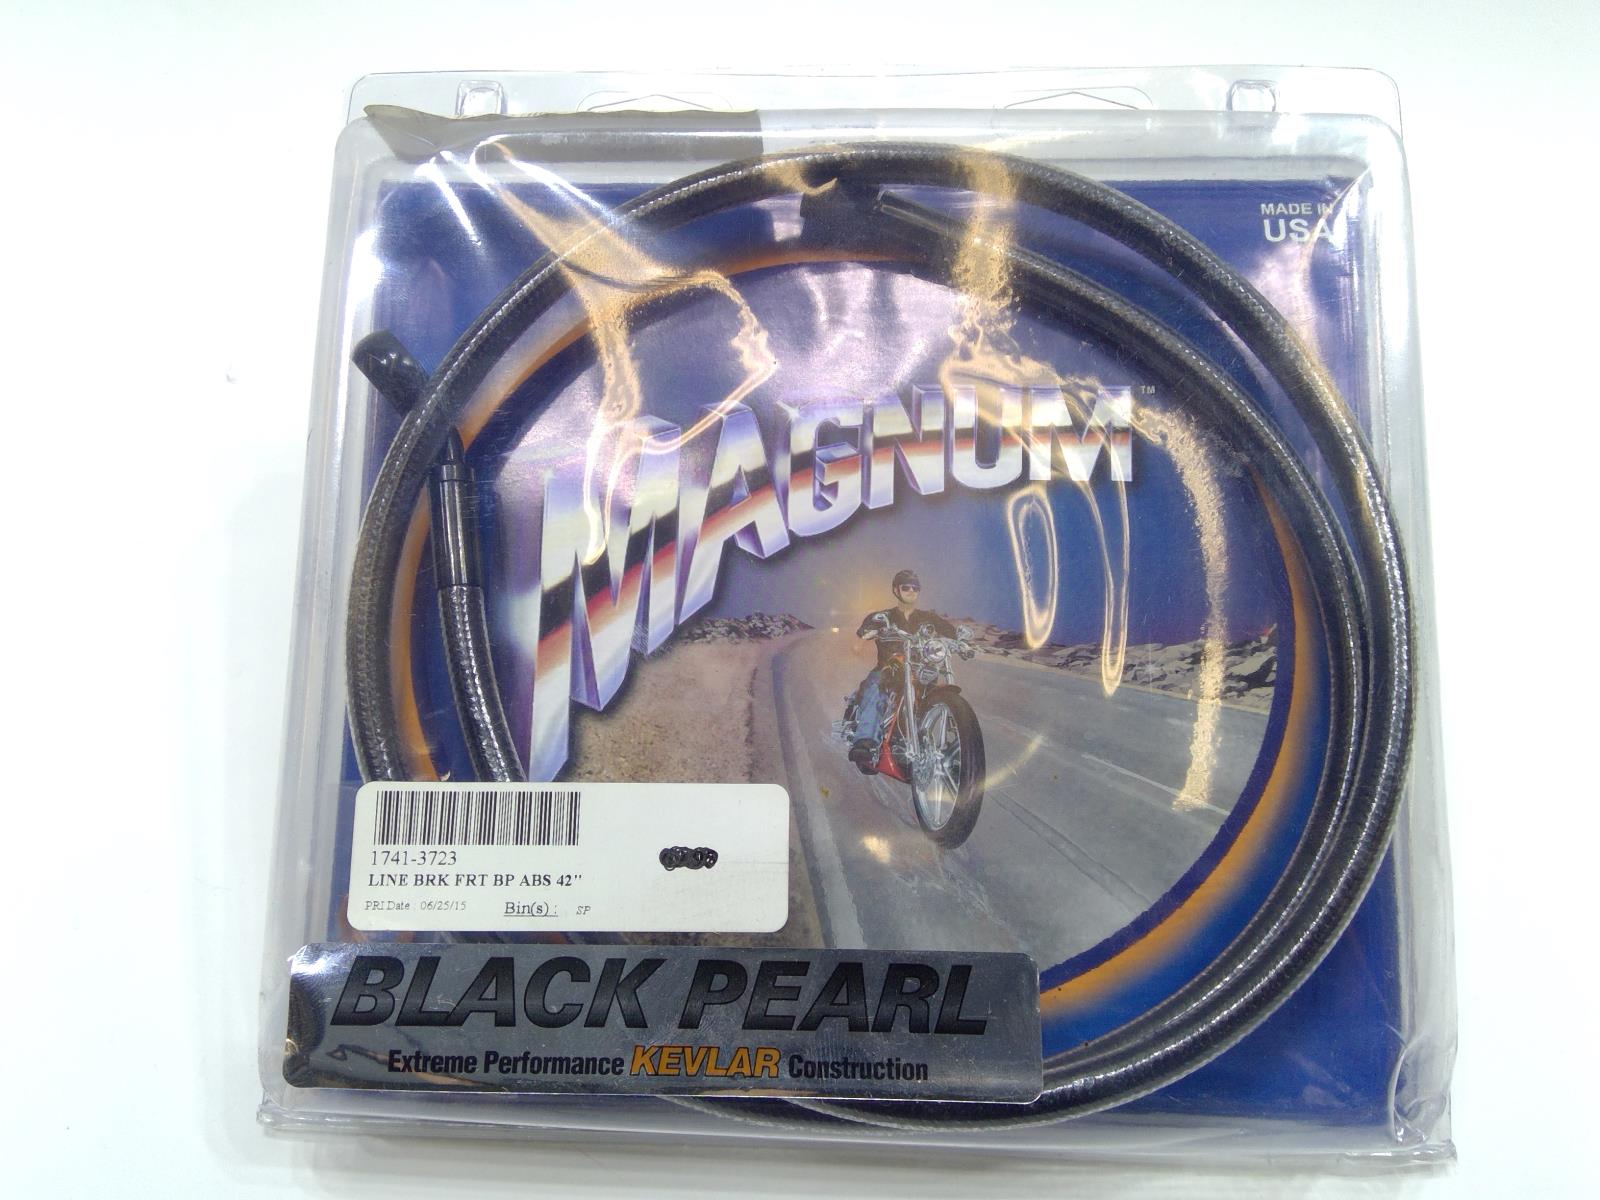 MADE IN
USA
MAGNUM™
1741-3723
LINE BRK FRT BP ABS 42"
PRI Date : 06/25/15 Bin(s) : SP
BLACK PEARL
Extreme Performance KEVLAR Construction